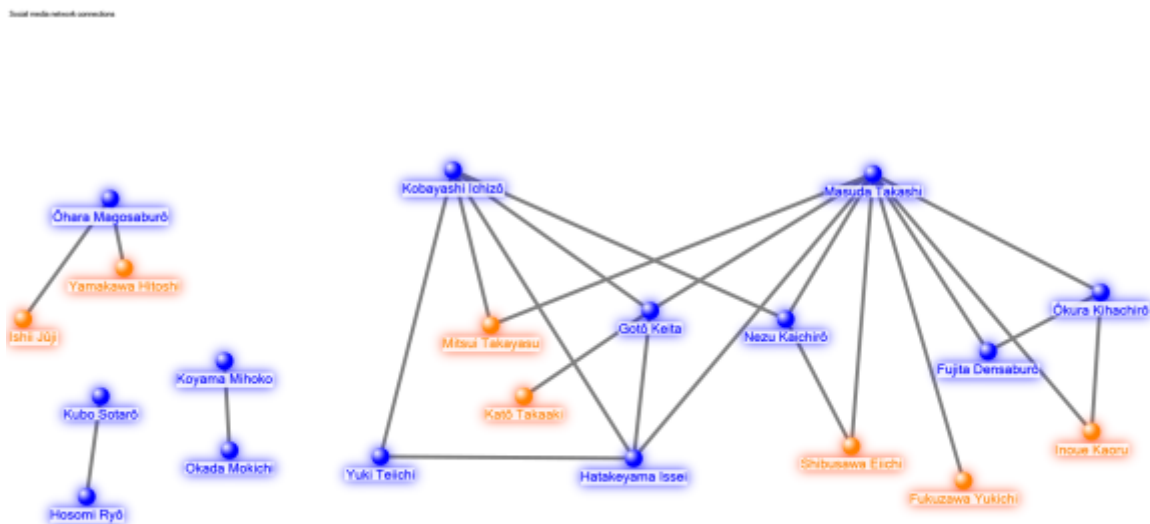 Social media network connections
Kobayashi Ichizō
Masuda Takashi
Ōhara Magosaburō
Yamakawa Hitoshi
Ōkura Kihachirō
Ishii Jūji
Mitsui Takayasu
Gotō Keita
Nezu Kaichirō
Fujita Densaburō
Koyama Mihoko
Kubo Sotarō
Katō Takaaki
Inoue Kaoru
Okada Mokichi
Yuki Teiichi
Hatakeyama Issei
Shibusawa Eiichi
Fukuzawa Yukichi
Hosomi Ryō